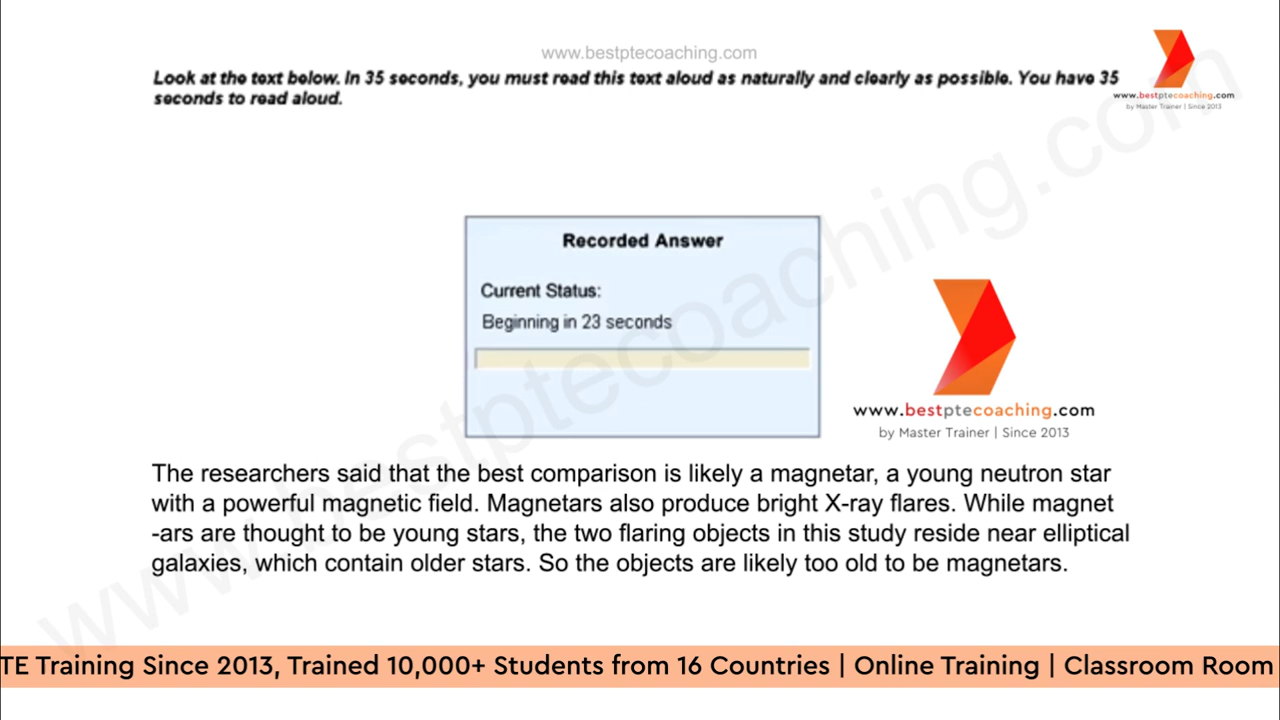 www.bestptecoaching.com
Look at the text below. In 35 seconds, you must read this text aloud as naturally and clearly as possible. You have 35
seconds to read aloud.
www.bestptecoaching.com
by Master Trainer | Since 2013
Recorded Answer
Current Status:
Beginning in 23 seconds
www.bestptecoaching.com
by Master Trainer | Since 2013
www.bestptecoaching.com
The researchers said that the best comparison is likely a magnetar, a young neutron star
with a powerful magnetic field. Magnetars also produce bright X-ray flares. While magnet
-ars are thought to be young stars, the two flaring objects in this study reside near elliptical
galaxies, which contain older stars. So the objects are likely too old to be magnetars.
TE Training Since 2013, Trained 10,000+ Students from 16 Countries | Online Training | Classroom Room